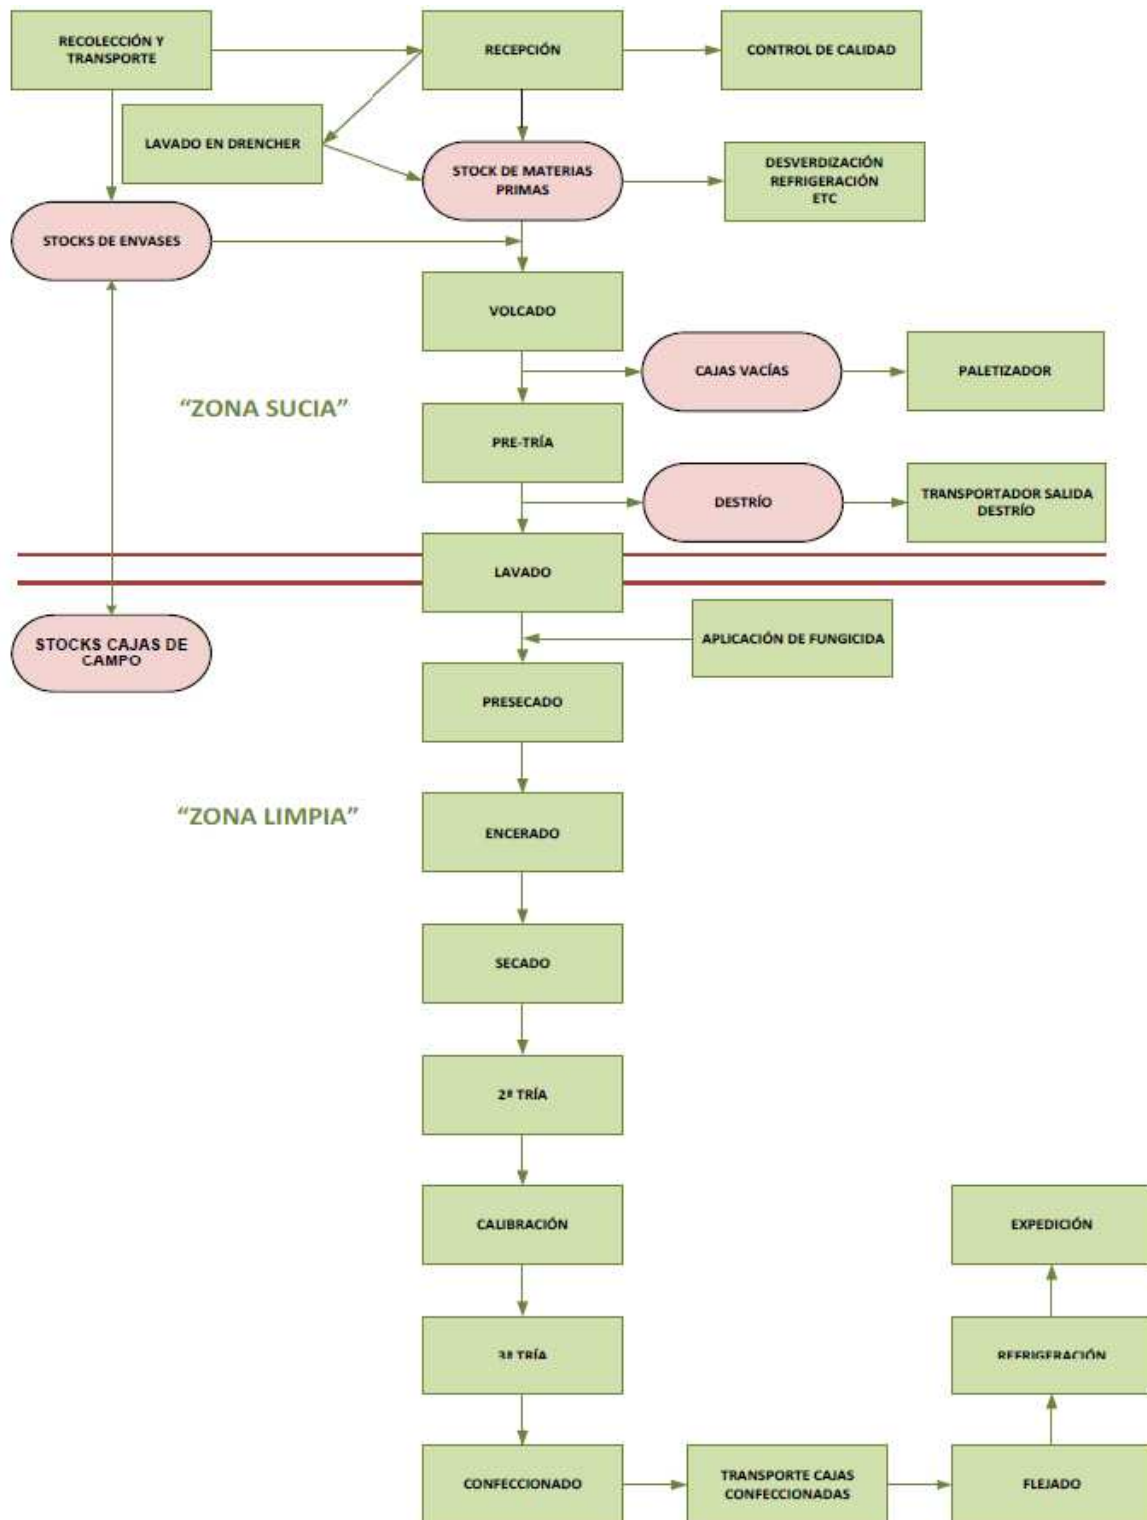 RECOLECCIÓN Y
TRANSPORTE
RECEPCIÓN
CONTROL DE CALIDAD
LAVADO EN DRENCHER
STOCK DE MATERIAS
PRIMAS
DESVERDIZACIÓN
REFRIGERACIÓN
ETC
STOCKS DE ENVASES
VOLCADO
CAJAS VACÍAS
PALETIZADOR
“ZONA SUCIA”
PRE-TRÍA
DESTRÍO
TRANSPORTADOR SALIDA
DESTRÍO
LAVADO
STOCKS CAJAS DE
CAMPO
APLICACIÓN DE FUNGICIDA
PRESECADO
“ZONA LIMPIA”
ENCERADO
SECADO
2ª TRÍA
CALIBRACIÓN
EXPEDICIÓN
3ª TRÍA
REFRIGERACIÓN
CONFECCIONADO
TRANSPORTE CAJAS
CONFECCIONADAS
FLEJADO